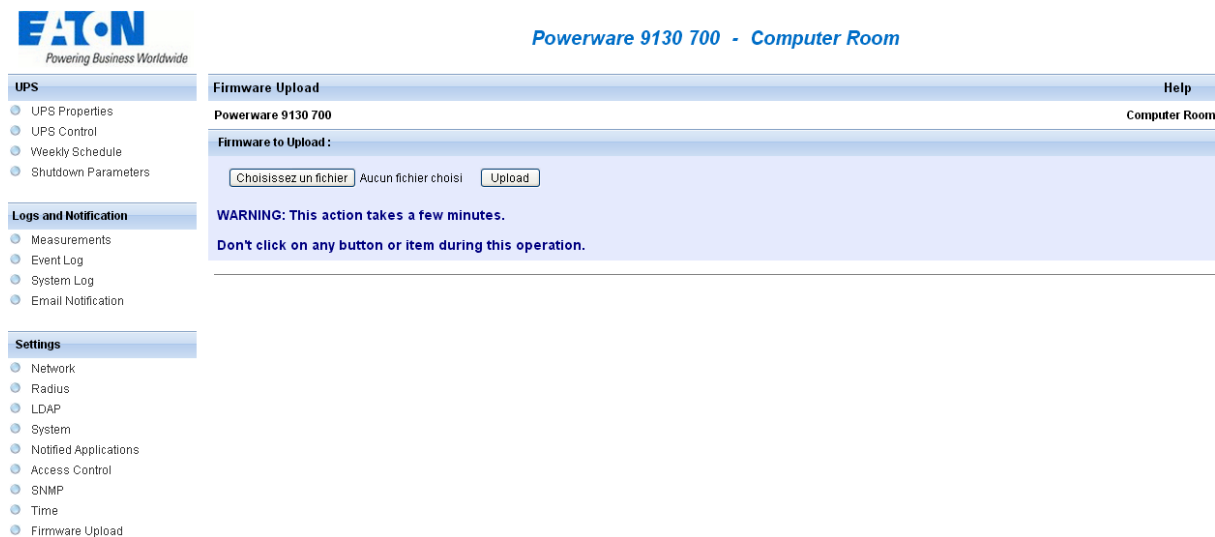 EATON
Powering Business Worldwide
Powerware 9130 700 - Computer Room
UPS
UPS Properties
UPS Control
Weekly Schedule
Shutdown Parameters
Logs and Notification
Measurements
Event Log
System Log
Email Notification
Settings
Network
Radius
LDAP
System
Notified Applications
Access Control
SNMP
Time
Firmware Upload
Firmware Upload Help
Powerware 9130 700 Computer Room
Firmware to Upload :
Choisissez un fichier Aucun fichier choisi Upload
WARNING: This action takes a few minutes.
Don't click on any button or item during this operation.